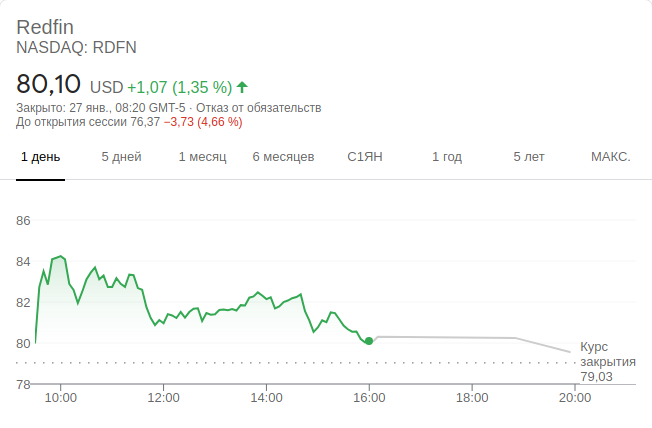 Redfin
NASDAQ: RDFN
80,10 USD +1,07 (1,35 %)
Закрыто: 27 янв., 08:20 GMT-5 · Отказ от обязательств
До открытия сессии 76,37 −3,73 (4,66 %)
1 день 5 дней 1 месяц 6 месяцев С1ЯН 1 год 5 лет МАКС.
86
84
82
80
78
Курс
закрытия
79,03
10:00 12:00 14:00 16:00 18:00 20:00